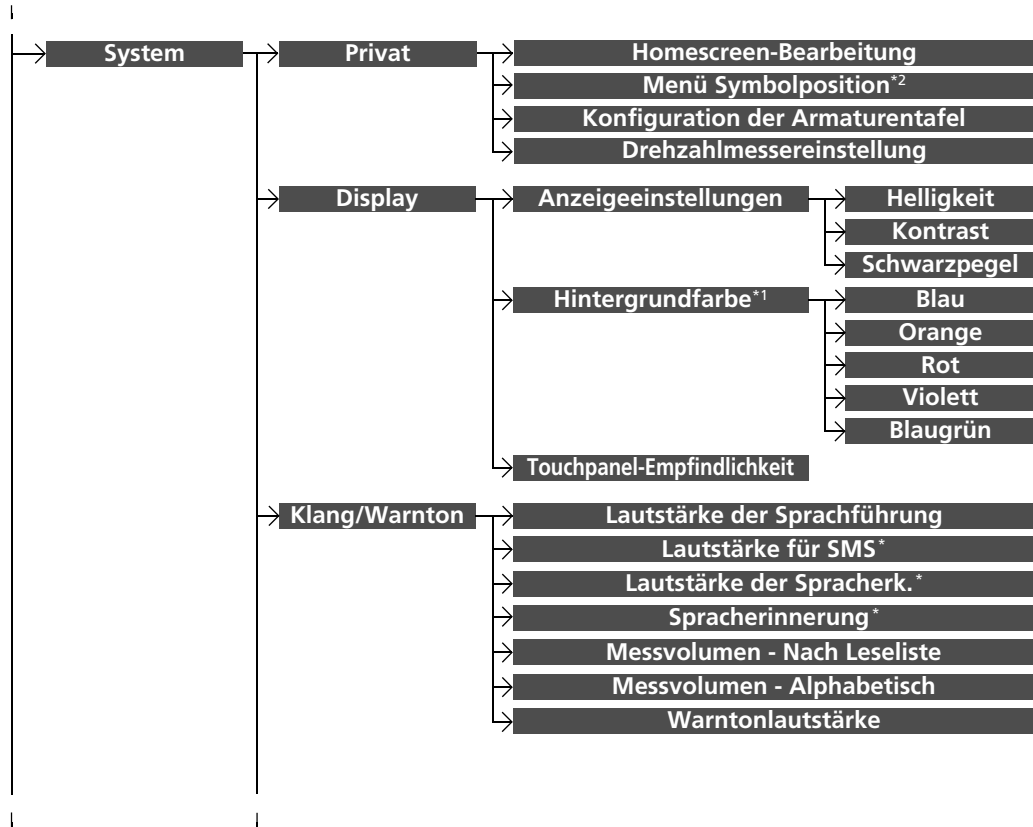 System
Privat
Homescreen-Bearbeitung
Menü Symbolposition*2
Konfiguration der Armaturentafel
Drehzahlmessereinstellung
Display
Anzeigeeinstellungen
Helligkeit
Kontrast
Schwarzpegel
Hintergrundfarbe*1
Blau
Orange
Rot
Violett
Blaugrün
Touchpanel-Empfindlichkeit
Klang/Warnton
Lautstärke der Sprachführung
Lautstärke für SMS*
Lautstärke der Spracherk.*
Spracherinnerung*
Messvolumen - Nach Leseliste
Messvolumen - Alphabetisch
Warntonlautstärke